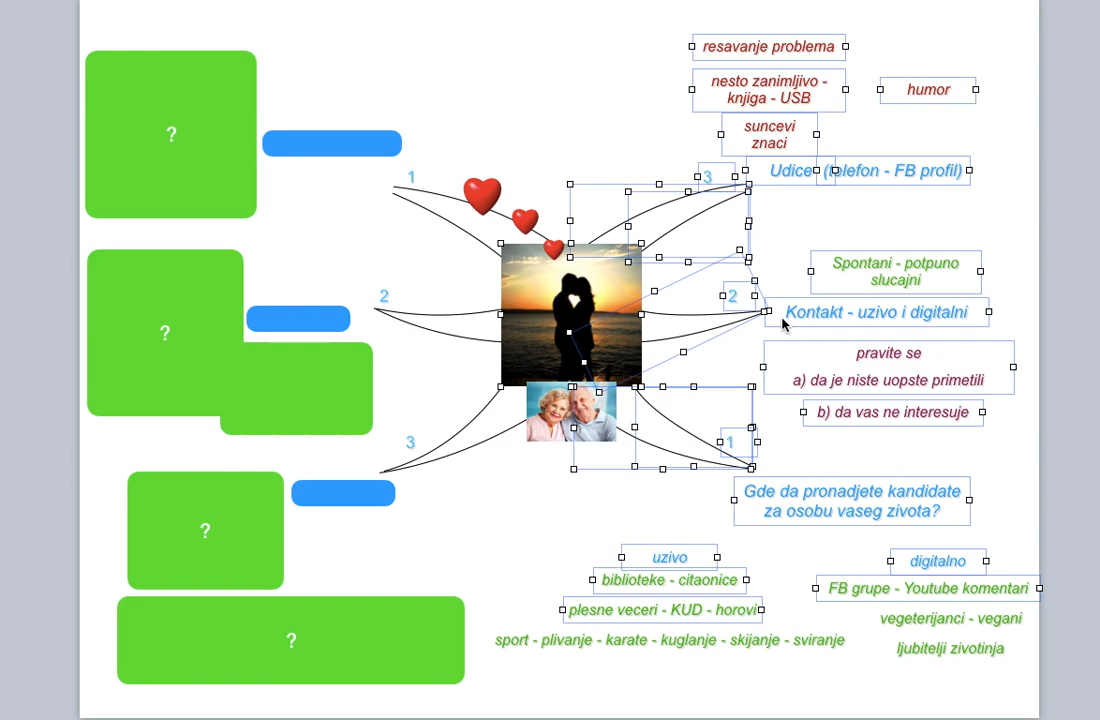 ?
1
2
?
3
?
?
resavanje problema
nesto zanimljivo -
knjiga - USB
humor
suncevi
znaci
3
Udice (telefon - FB profil)
Spontani - potpuno
slucajni
2
Kontakt - uzivo i digitalni
pravite se
a) da je niste uopste primetili
b) da vas ne interesuje
1
Gde da pronadjete kandidate
za osobu vaseg zivota?
uzivo
biblioteke - citaonice
plesne veceri - KUD - horovi
sport - plivanje - karate - kuglanje - skijanje - sviranje
digitalno
FB grupe - Youtube komentari
vegeterijanci - vegani
ljubitelji zivotinja